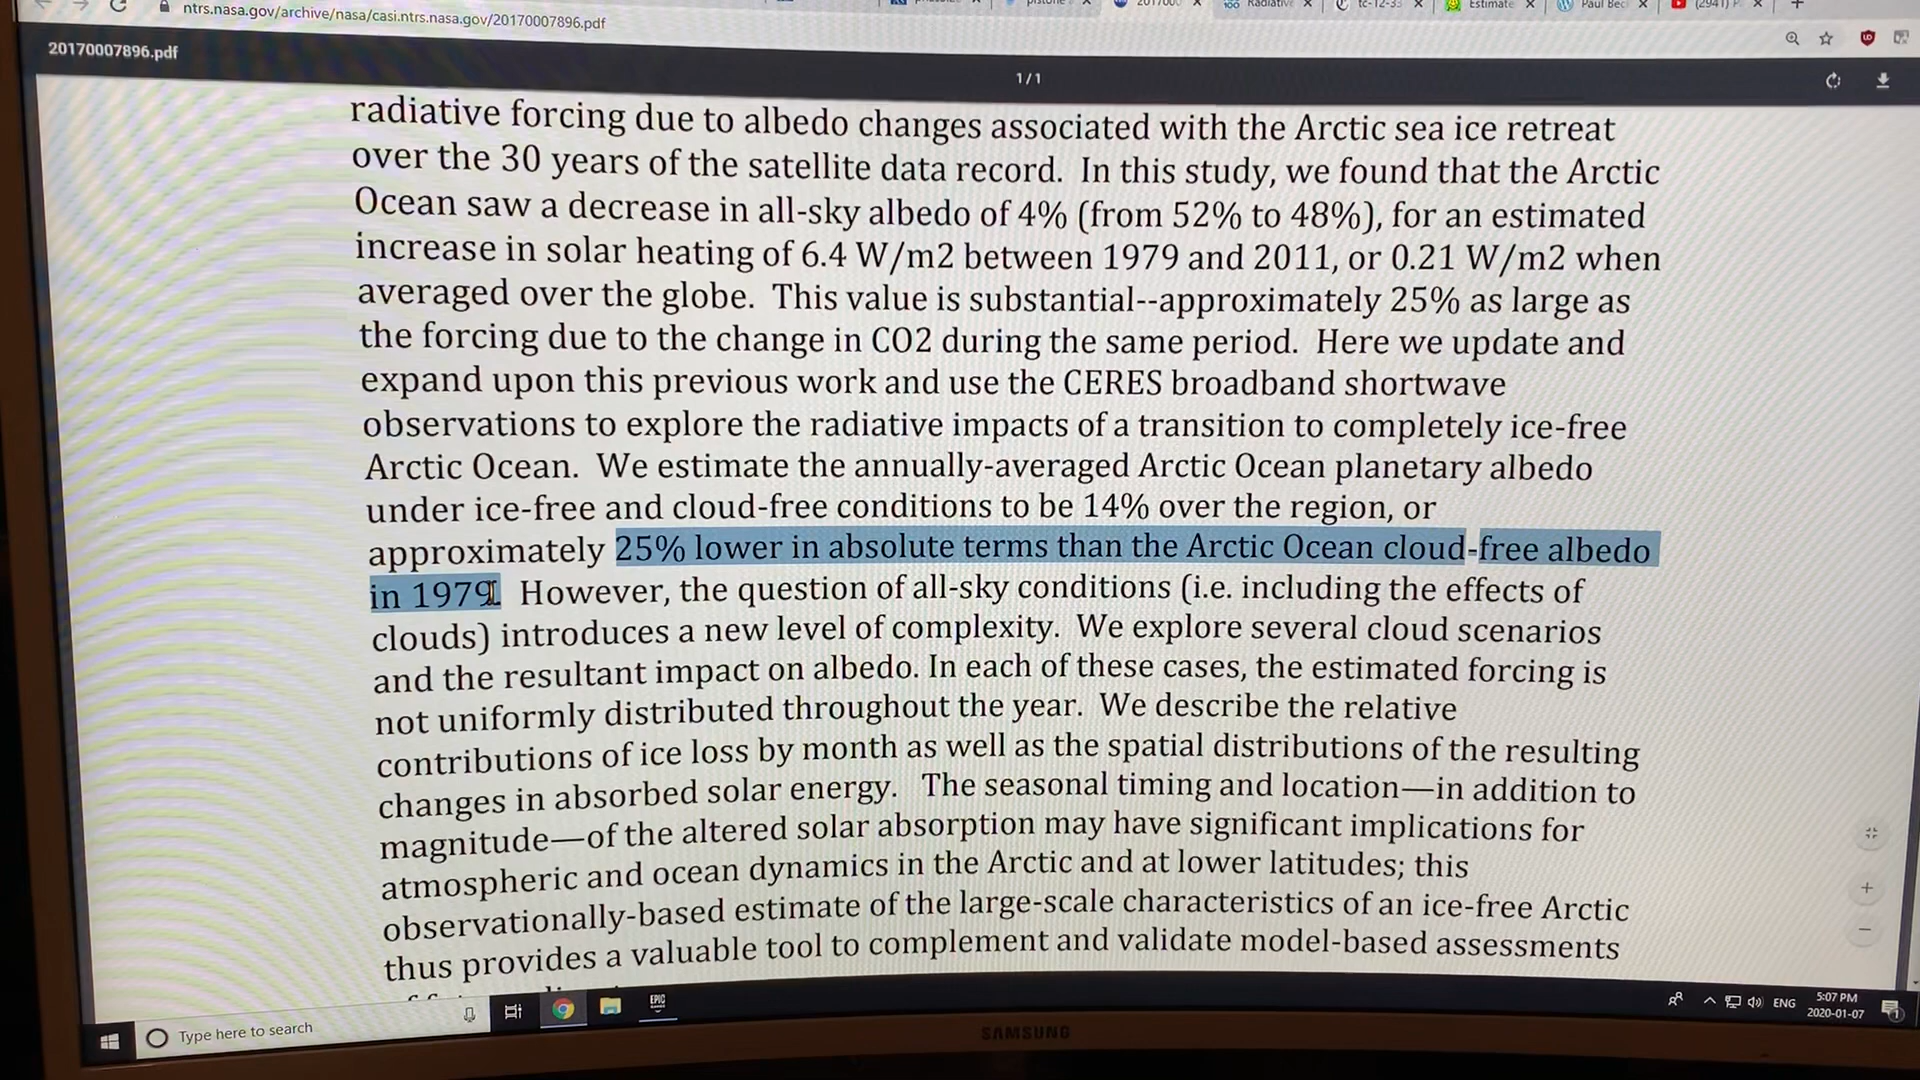 ntrs.nasa.gov/archive/nasa/casi.ntrs.nasa.gov/20170007896.pdf
Radiative
tc-12-33
Estimate
Paul Bec
(2941) P
20170007896.pdf
1/1
radiative forcing due to albedo changes associated with the Arctic sea ice retreat
over the 30 years of the satellite data record. In this study, we found that the Arctic
Ocean saw a decrease in all-sky albedo of 4% (from 52% to 48%), for an estimated
increase in solar heating of 6.4 W/m2 between 1979 and 2011, or 0.21 W/m2 when
averaged over the globe. This value is substantial--approximately 25% as large as
the forcing due to the change in CO2 during the same period. Here we update and
expand upon this previous work and use the CERES broadband shortwave
observations to explore the radiative impacts of a transition to completely ice-free
Arctic Ocean. We estimate the annually-averaged Arctic Ocean planetary albedo
under ice-free and cloud-free conditions to be 14% over the region, or
approximately 25% lower in absolute terms than the Arctic Ocean cloud-free albedo
in 1979. However, the question of all-sky conditions (i.e. including the effects of
clouds) introduces a new level of complexity. We explore several cloud scenarios
and the resultant impact on albedo. In each of these cases, the estimated forcing is
not uniformly distributed throughout the year. We describe the relative
contributions of ice loss by month as well as the spatial distributions of the resulting
changes in absorbed solar energy. The seasonal timing and location—in addition to
magnitude—of the altered solar absorption may have significant implications for
atmospheric and ocean dynamics in the Arctic and at lower latitudes; this
observationally-based estimate of the large-scale characteristics of an ice-free Arctic
thus provides a valuable tool to complement and validate model-based assessments
Type here to search
EPIC
ENG
5:07 PM
2020-01-07
1
SAMSUNG